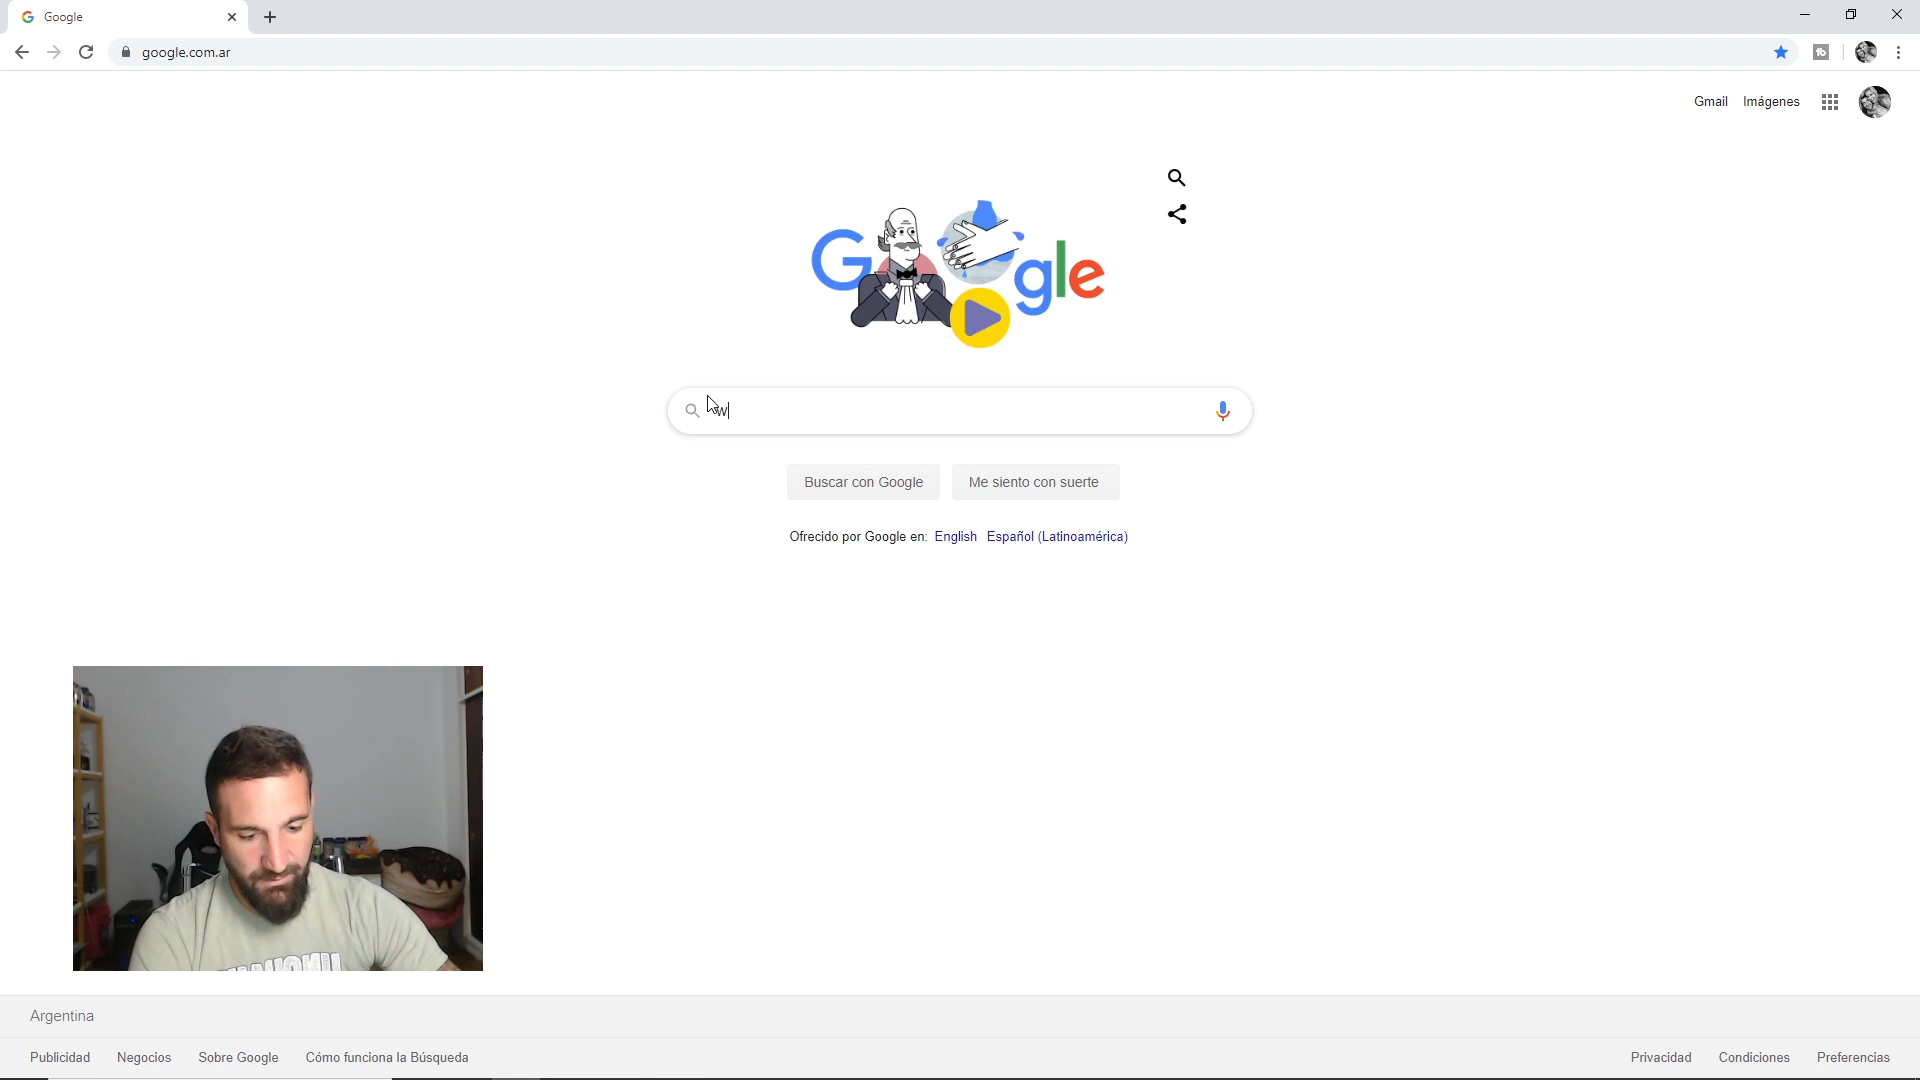 Google
google.com.ar
Gmail Imágenes
G gle
w
Buscar con Google Me siento con suerte
Ofrecido por Google en: English Español (Latinoamérica)
Argentina
Publicidad Negocios Sobre Google Cómo funciona la Búsqueda Privacidad Condiciones Preferencias